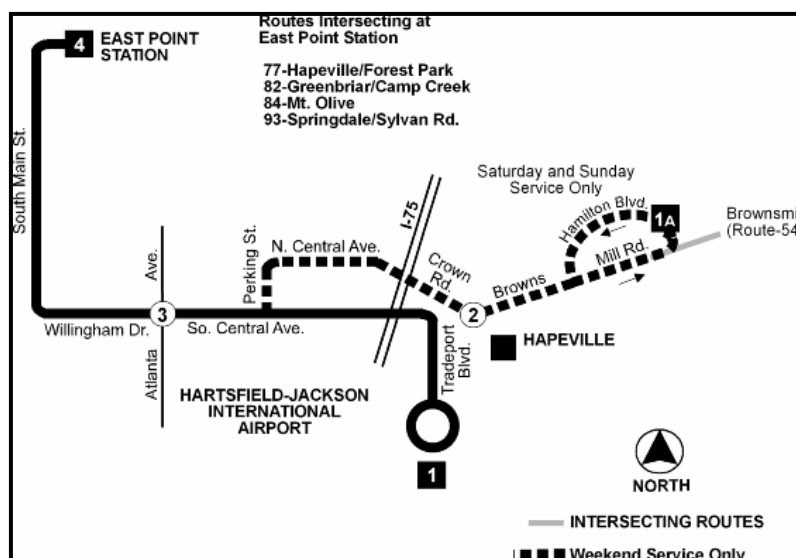 Routes Intersecting at
East Point Station
77-Hapeville/Forest Park
82-Greenbriar/Camp Creek
84-Mt. Olive
93-Springdale/Sylvan Rd.
4
EAST POINT
STATION
South Main St.
Saturday and Sunday
Service Only
Hamilton Blvd.
1A
Brownsmi
(Route-54
I-75
N. Central Ave.
Crown
Rd.
Perking St.
Browns
Mill Rd.
Ave.
3
2
Willingham Dr.
So. Central Ave.
Atlanta
Tradeport
Blvd.
HAPEVILLE
HARTSFIELD-JACKSON
INTERNATIONAL
AIRPORT
1
NORTH
INTERSECTING ROUTES
Weekend Service Only